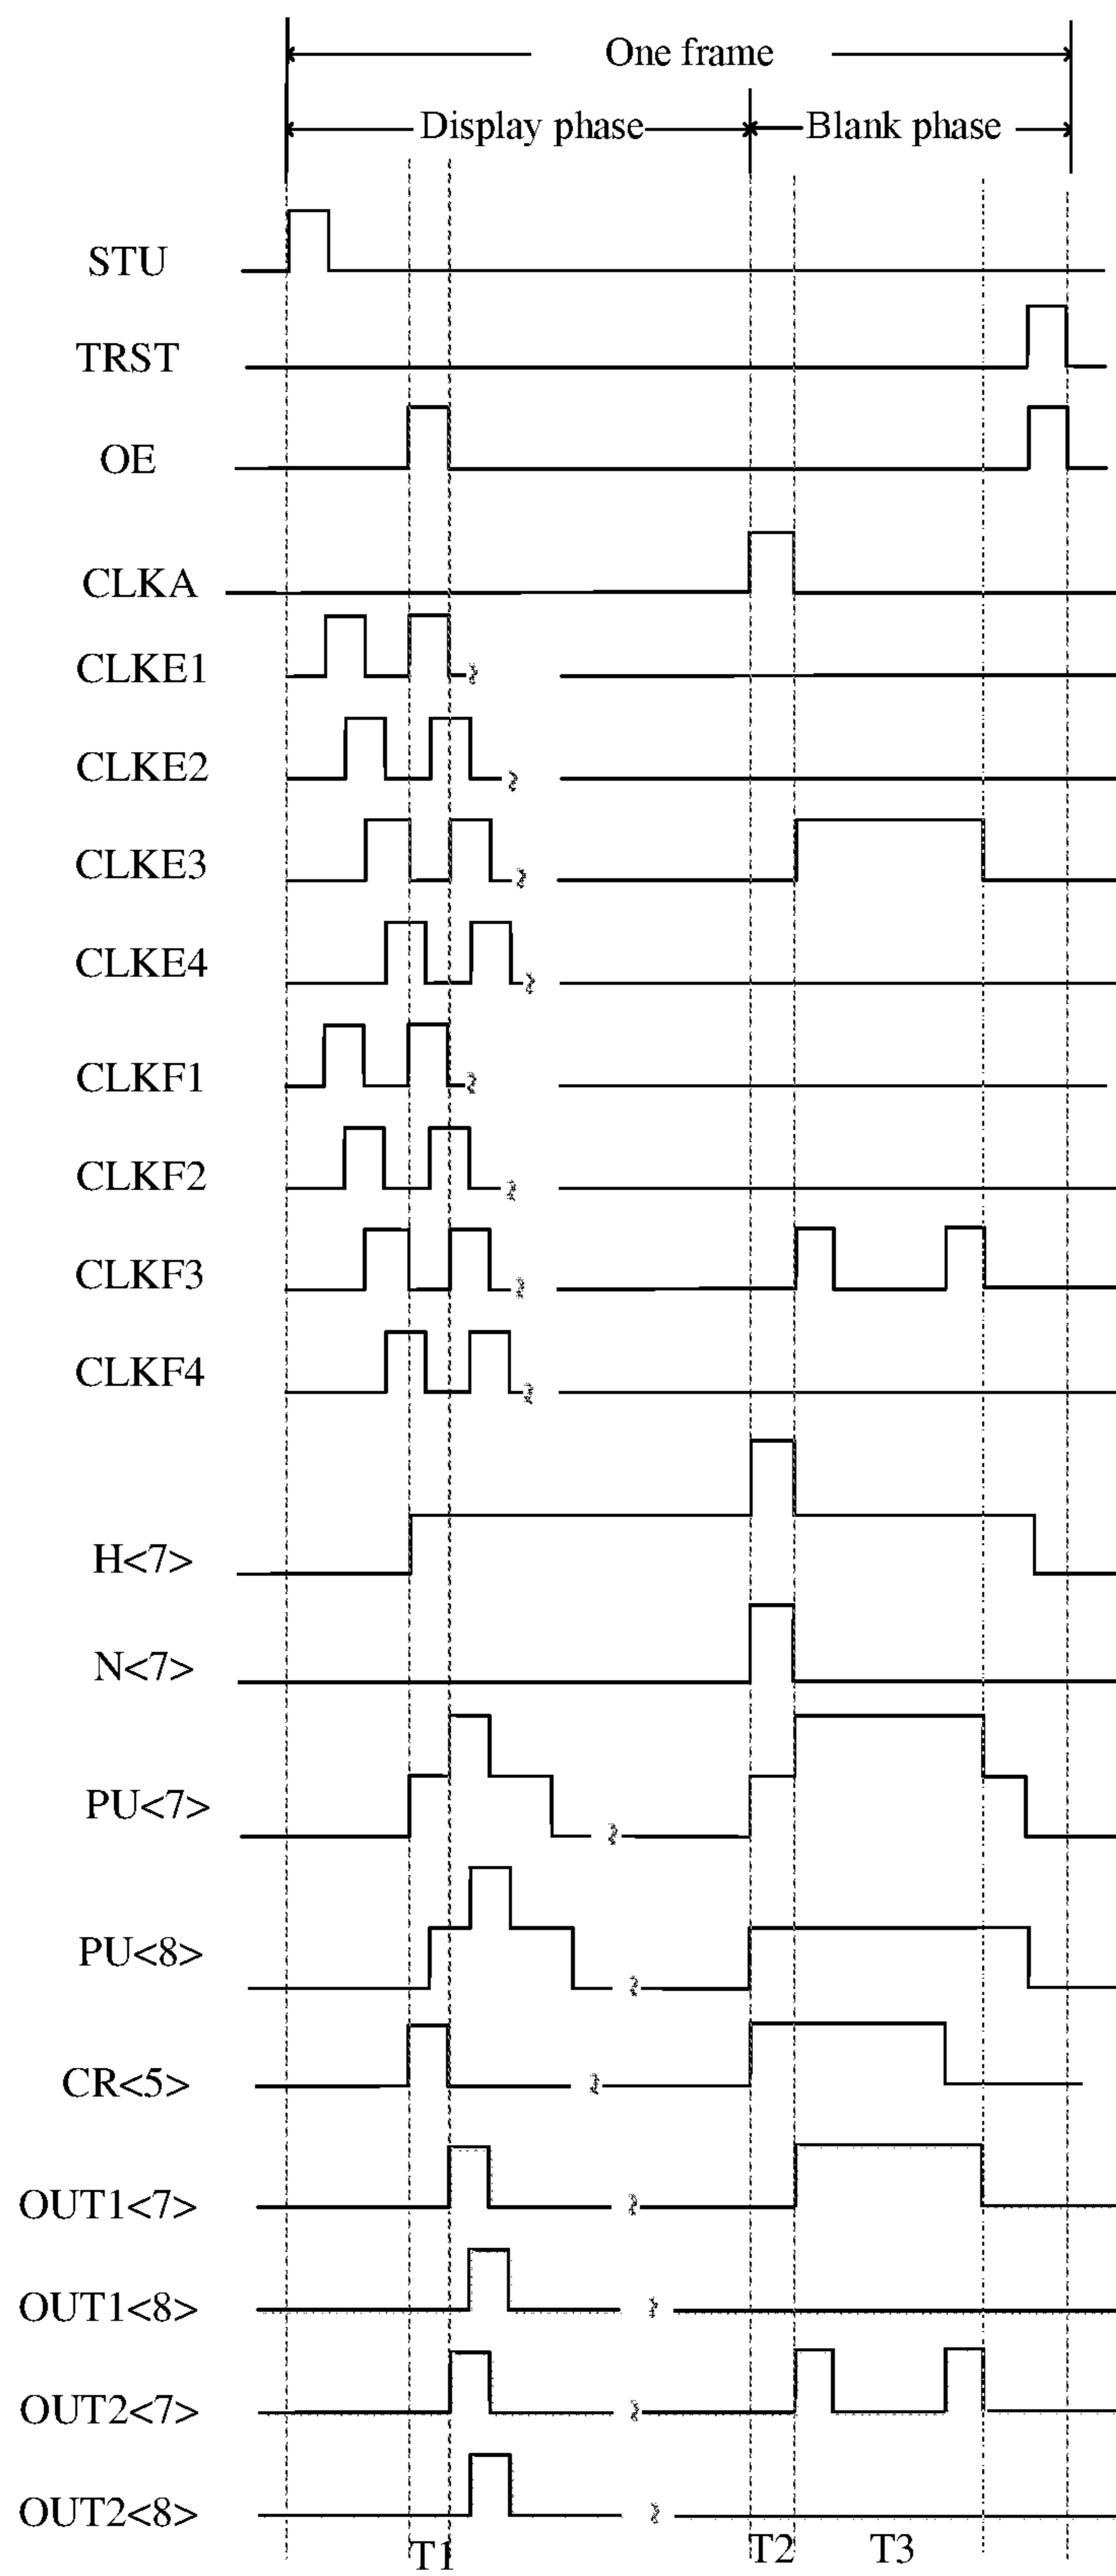 One frame
Display phase
Blank phase
STU
TRST
OE
CLKA
CLKE1
CLKE2
CLKE3
CLKE4
CLKF1
CLKF2
CLKF3
CLKF4
H<7>
N<7>
PU<7>
PU<8>
CR<5>
OUT1<7>
OUT1<8>
OUT2<7>
OUT2<8>
T1
T2
T3